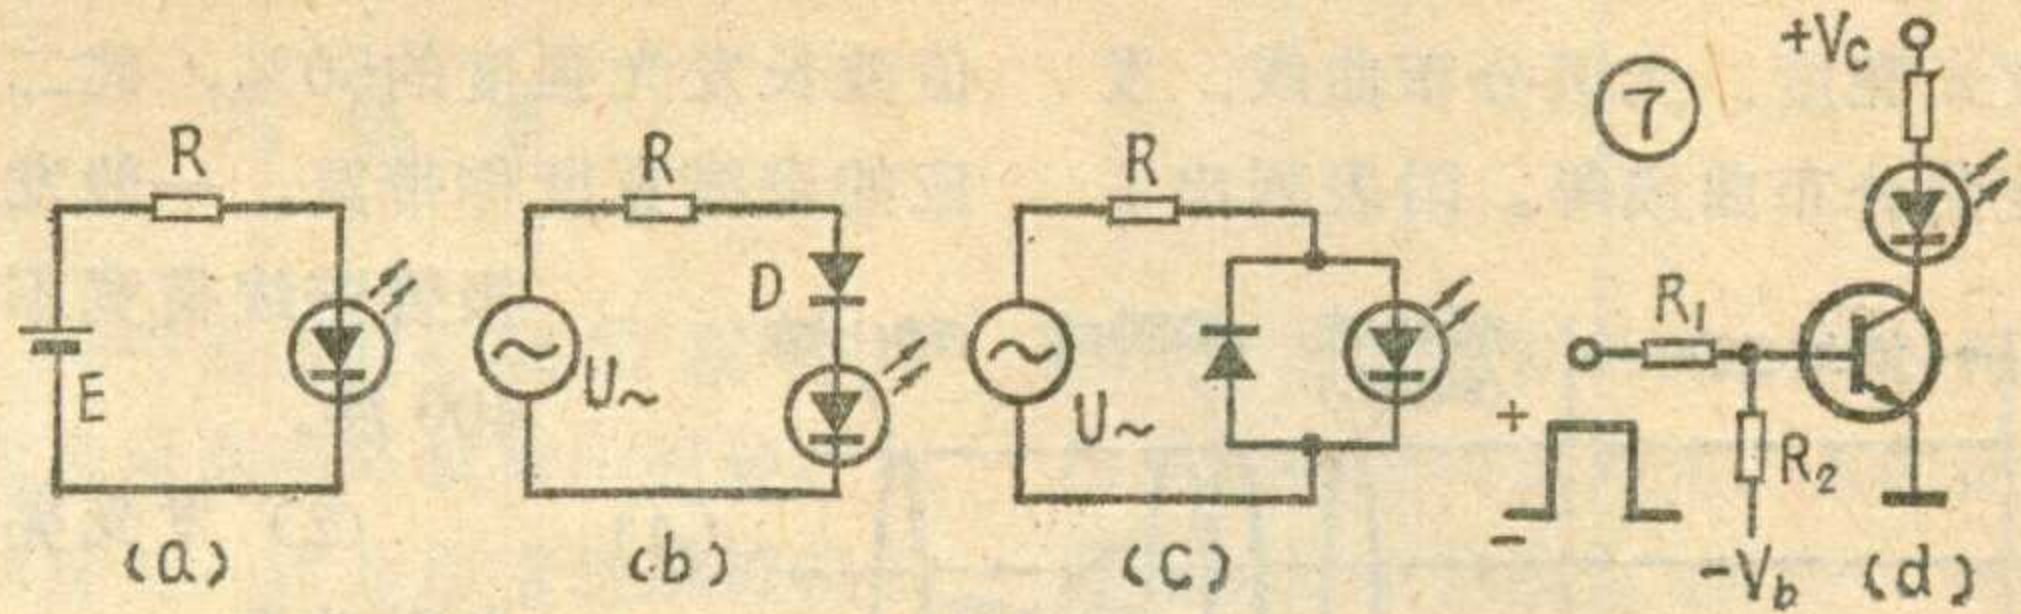 ⑦
+Vc
R
R
R
D
R₁
E
U~
U~
+
R₂
−
−Vb
(a)
(b)
(c)
(d)